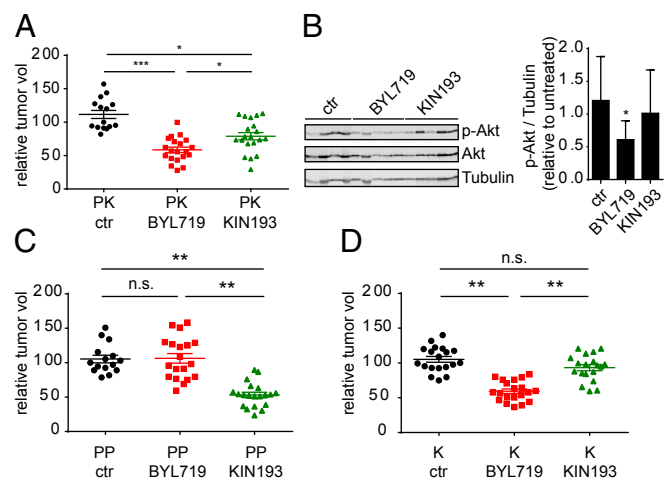 A
relative tumor vol
200
150
100
50
0
*
***
*
PK
ctr
PK
BYL719
PK
KIN193
B
ctr
BYL719
KIN193
p-Akt
Akt
Tubulin
p-Akt / Tubulin
(relative to untreated)
2.0
1.5
1.0
0.5
0.0
*
ctr
BYL719
KIN193
C
relative tumor vol
200
150
100
50
0
**
n.s.
**
PP
ctr
PP
BYL719
PP
KIN193
D
relative tumor vol
200
150
100
50
0
n.s.
**
**
K
ctr
K
BYL719
K
KIN193